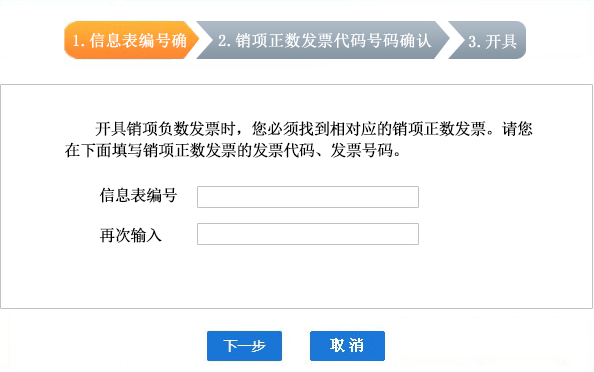 1.信息表编号确
2.销项正数发票代码号码确认
3.开具
开具销项负数发票时，您必须找到相对应的销项正数发票。请您
在下面填写销项正数发票的发票代码、发票号码。
信息表编号
再次输入
下一步
取消